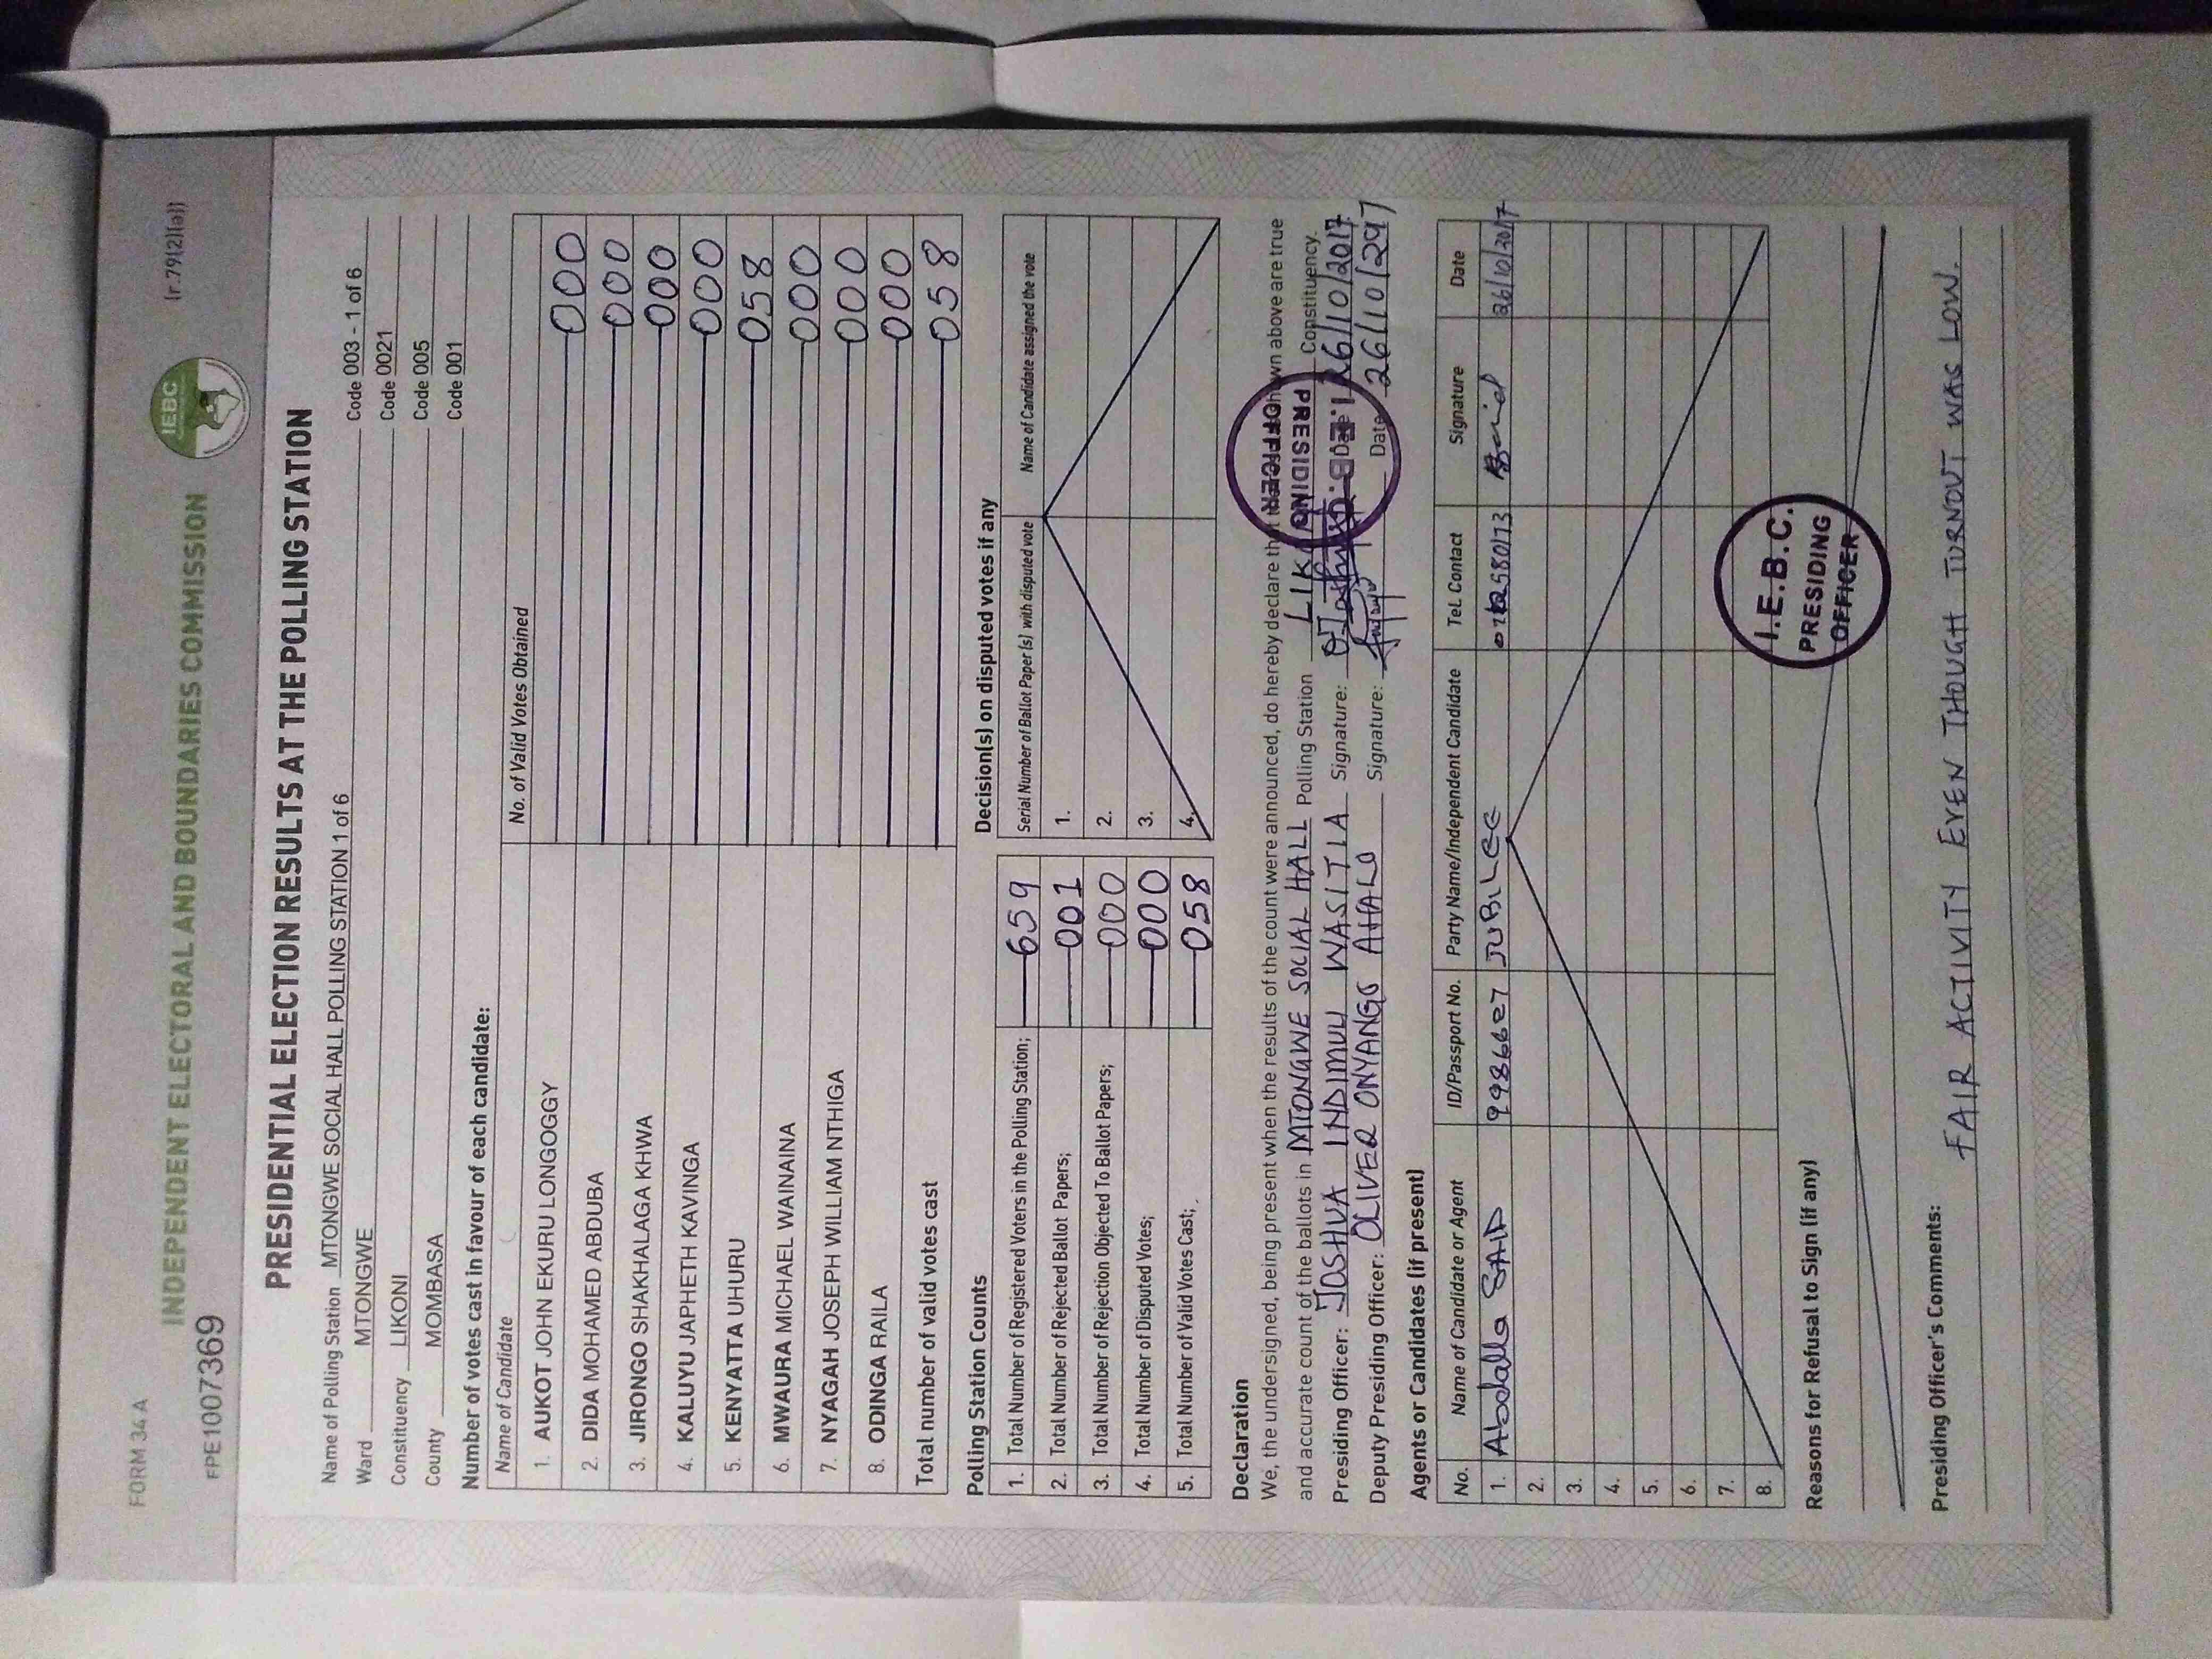 FORM 34 A
(r.79(2)(a))
IEBC
INDEPENDENT ELECTORAL AND BOUNDARIES COMMISSION
FPE1007369
PRESIDENTIAL ELECTION RESULTS AT THE POLLING STATION
Name of Polling Station MTONGWE SOCIAL HALL POLLING STATION 1 of 6 Code 003 - 1 of 6
Ward MTONGWE Code 0021
Constituency LIKONI Code 005
County MOMBASA Code 001
Number of votes cast in favour of each candidate:
Name of Candidate No. of Valid Votes Obtained
1. AUKOT JOHN EKURU LONGOGGY 000
2. DIDA MOHAMED ABDUBA 000
3. JIRONGO SHAKHALAGA KHWA 000
4. KALUYU JAPHETH KAVINGA 000
5. KENYATTA UHURU 058
6. MWAURA MICHAEL WAINAINA 000
7. NYAGAH JOSEPH WILLIAM NTHIGA 000
8. ODINGA RAILA 000
Total number of valid votes cast 058
Polling Station Counts
1. Total Number of Registered Voters in the Polling Station; 659
2. Total Number of Rejected Ballot Papers; 001
3. Total Number of Rejection Objected To Ballot Papers; 000
4. Total Number of Disputed Votes; 000
5. Total Number of Valid Votes Cast; 058
Decision(s) on disputed votes if any
Serial Number of Ballot Paper (s) with disputed vote Name of Candidate assigned the vote
1.
2.
3.
4.
Declaration
We, the undersigned, being present when the results of the count were announced, do hereby declare that shown above are true
and accurate count of the ballots in MTONGWE SOCIAL HALL Polling Station LIK Constituency.
Presiding Officer: JOSHUA INDIMULI WASITIA Signature: Date 26/10/2017
Deputy Presiding Officer: OLIVER ONYANGO AHALO Signature: Date 26/10/2917
I.E.B.C. PRESIDING OFFICER
Agents or Candidates (if present)
No. Name of Candidate or Agent ID/Passport No. Party Name/Independent Candidate Tel. Contact Signature Date
1. Abdalla SAID 9986627 JUBILEE 26/10/2017
2.
3.
4.
5.
6.
7.
8.
I.E.B.C.
PRESIDING
OFFICER
Reasons for Refusal to Sign (if any)
Presiding Officer's Comments:
FAIR ACTIVITY EVEN THOUGH TURNOUT WAS LOW.